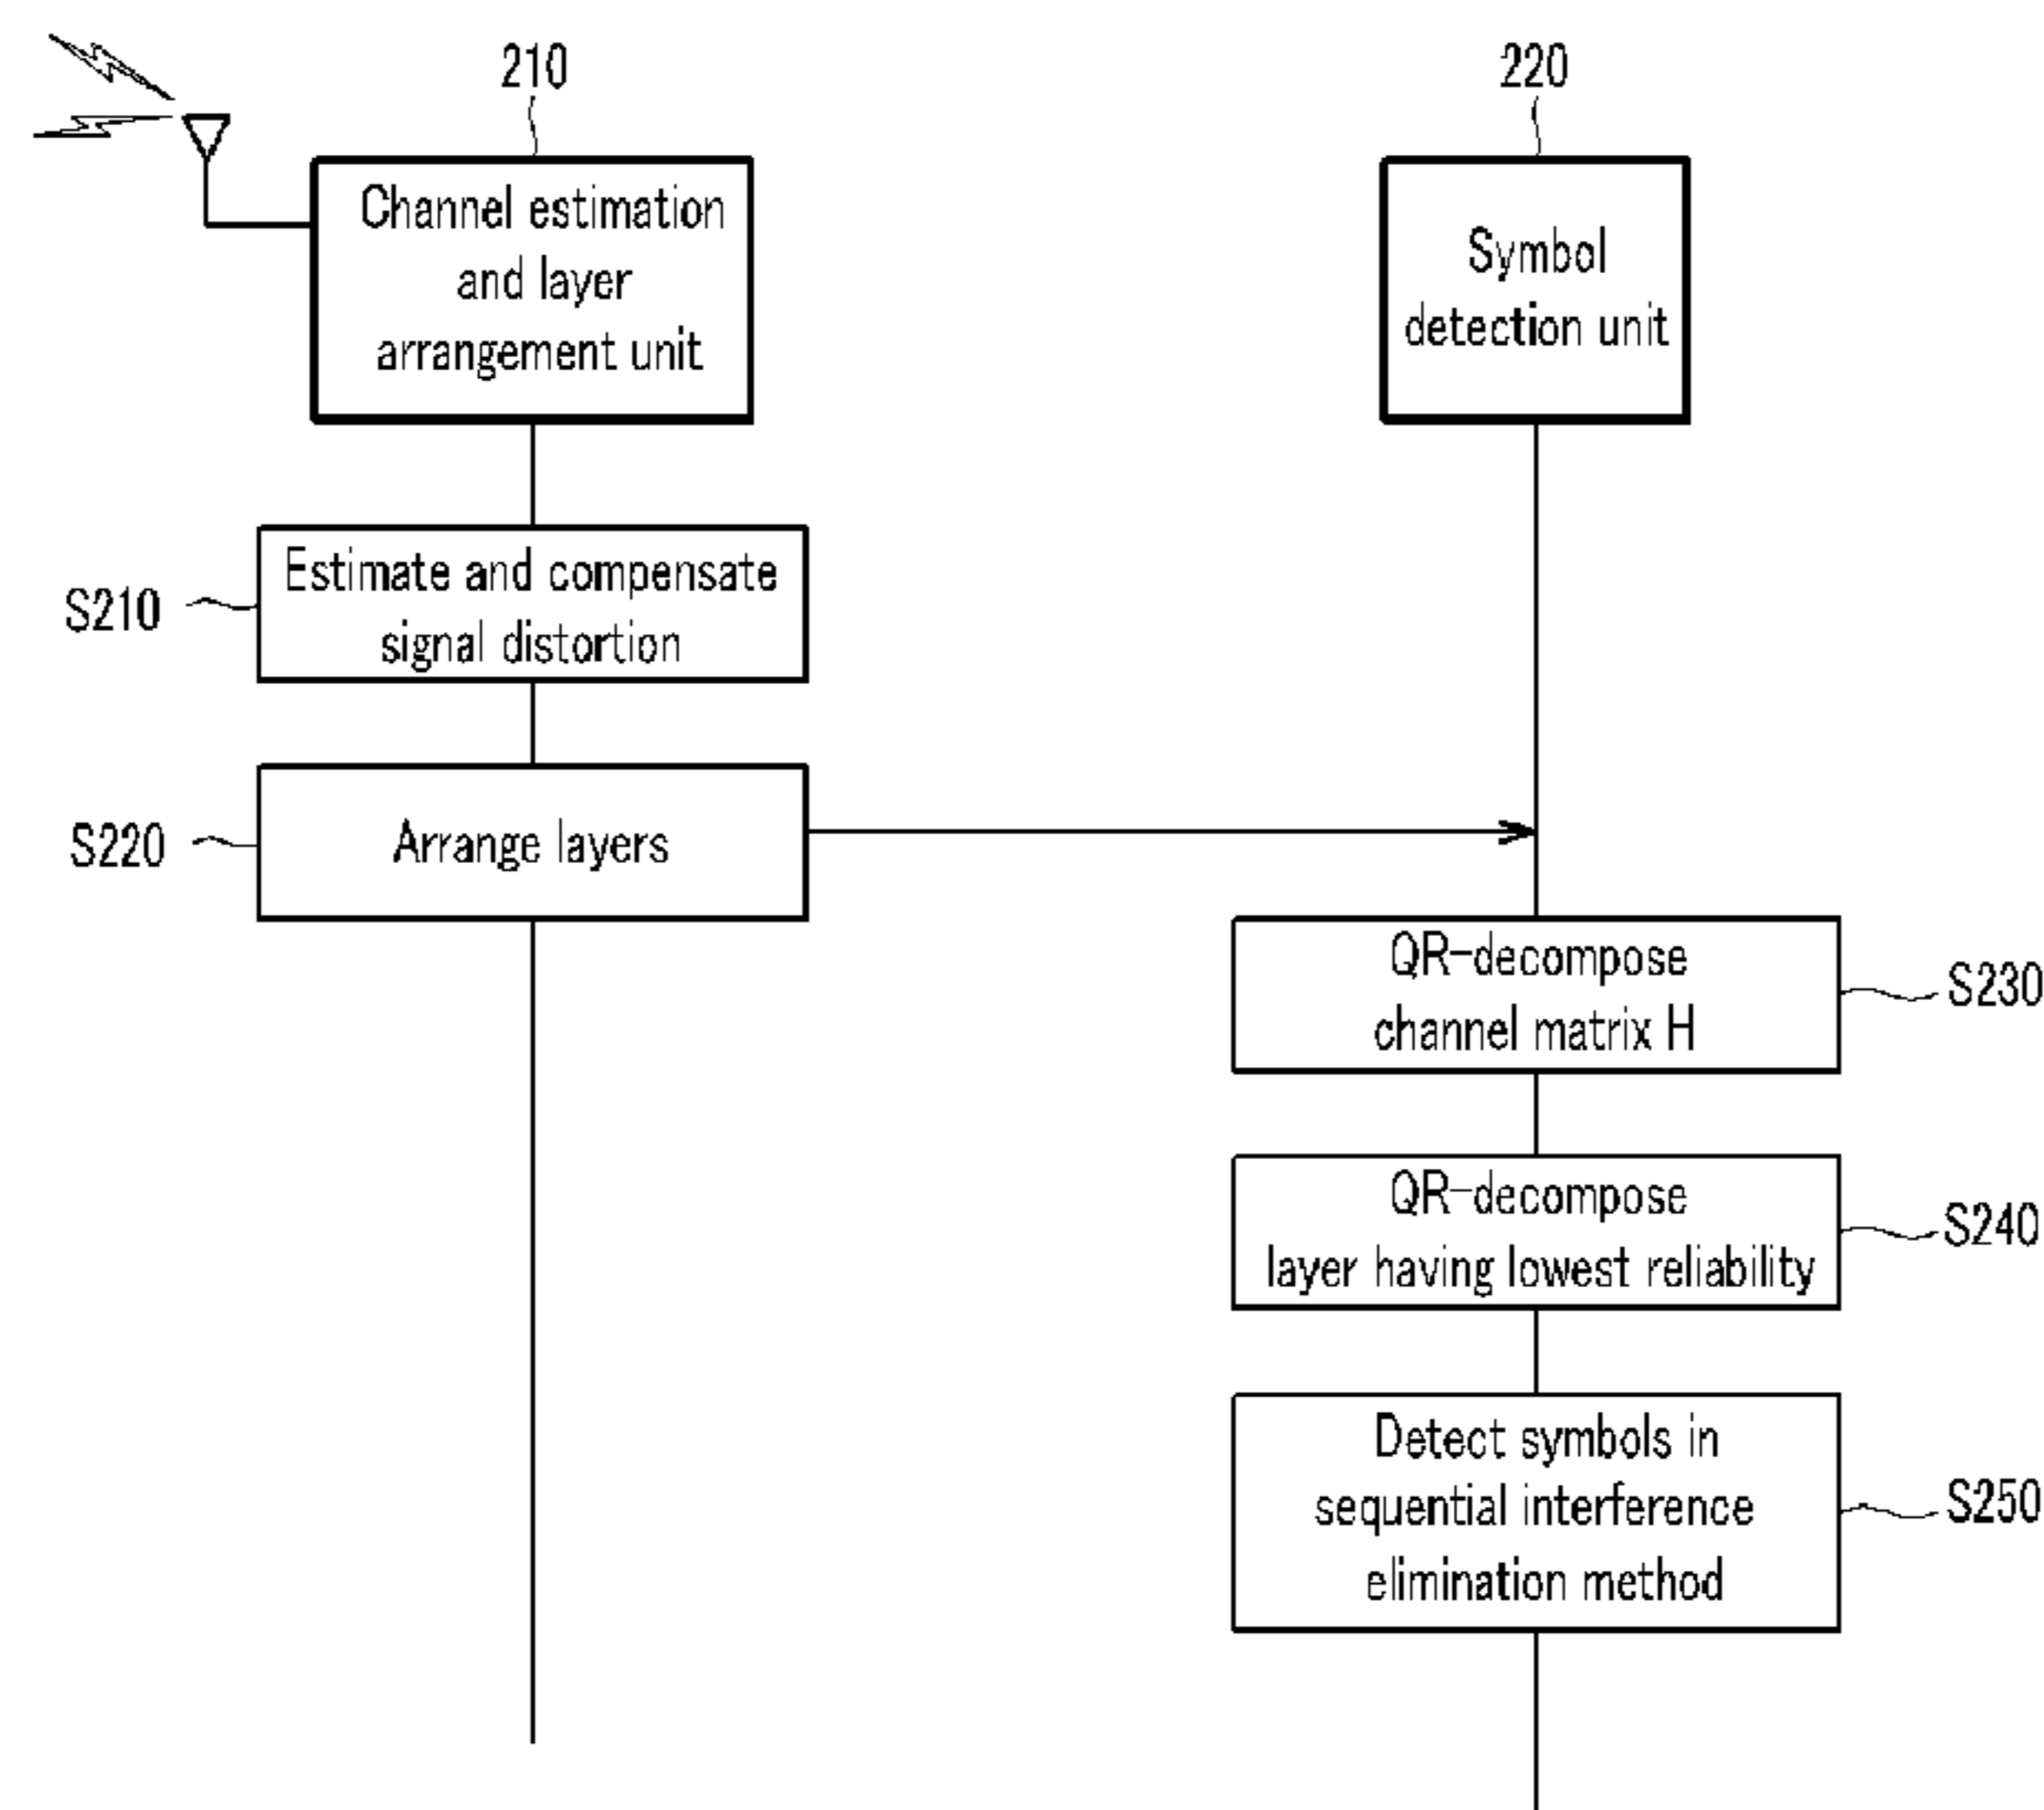 210
220
Channel estimation
and layer
arrangement unit
Symbol
detection unit
S210
Estimate and compensate
signal distortion
S220
Arrange layers
QR-decompose
channel matrix H
S230
QR-decompose
layer having lowest reliability
S240
Detect symbols in
sequential interference
elimination method
S250